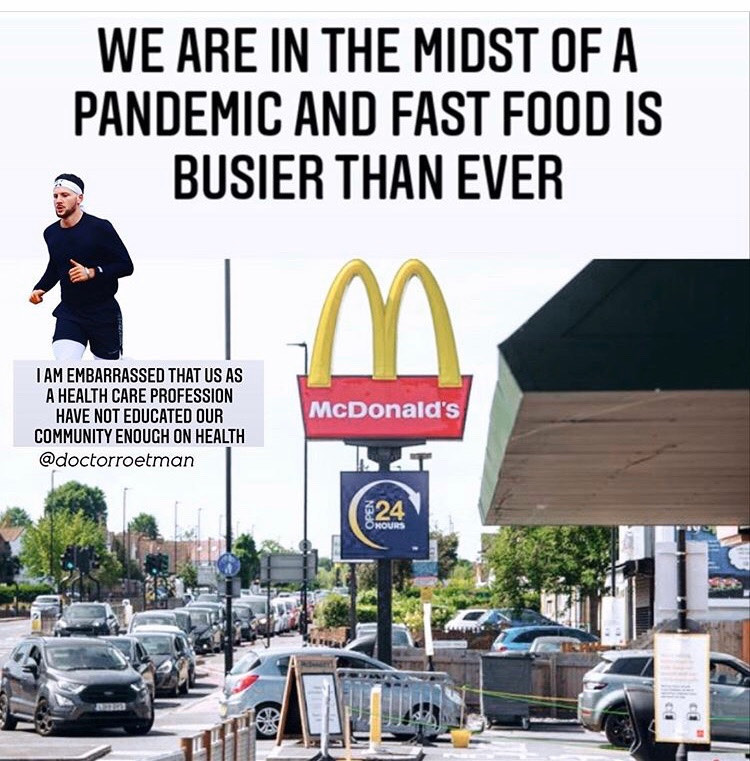 WE ARE IN THE MIDST OF A
PANDEMIC AND FAST FOOD IS
BUSIER THAN EVER
I AM EMBARRASSED THAT US AS
A HEALTH CARE PROFESSION
HAVE NOT EDUCATED OUR
COMMUNITY ENOUGH ON HEALTH
@doctorroetman
McDonald's
OPEN
24
HOURS